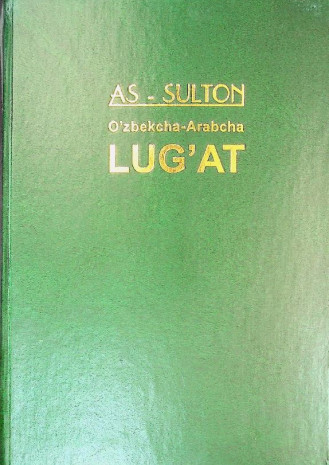 AS - SULTON
O'zbekcha-Arabcha
LUG'AT